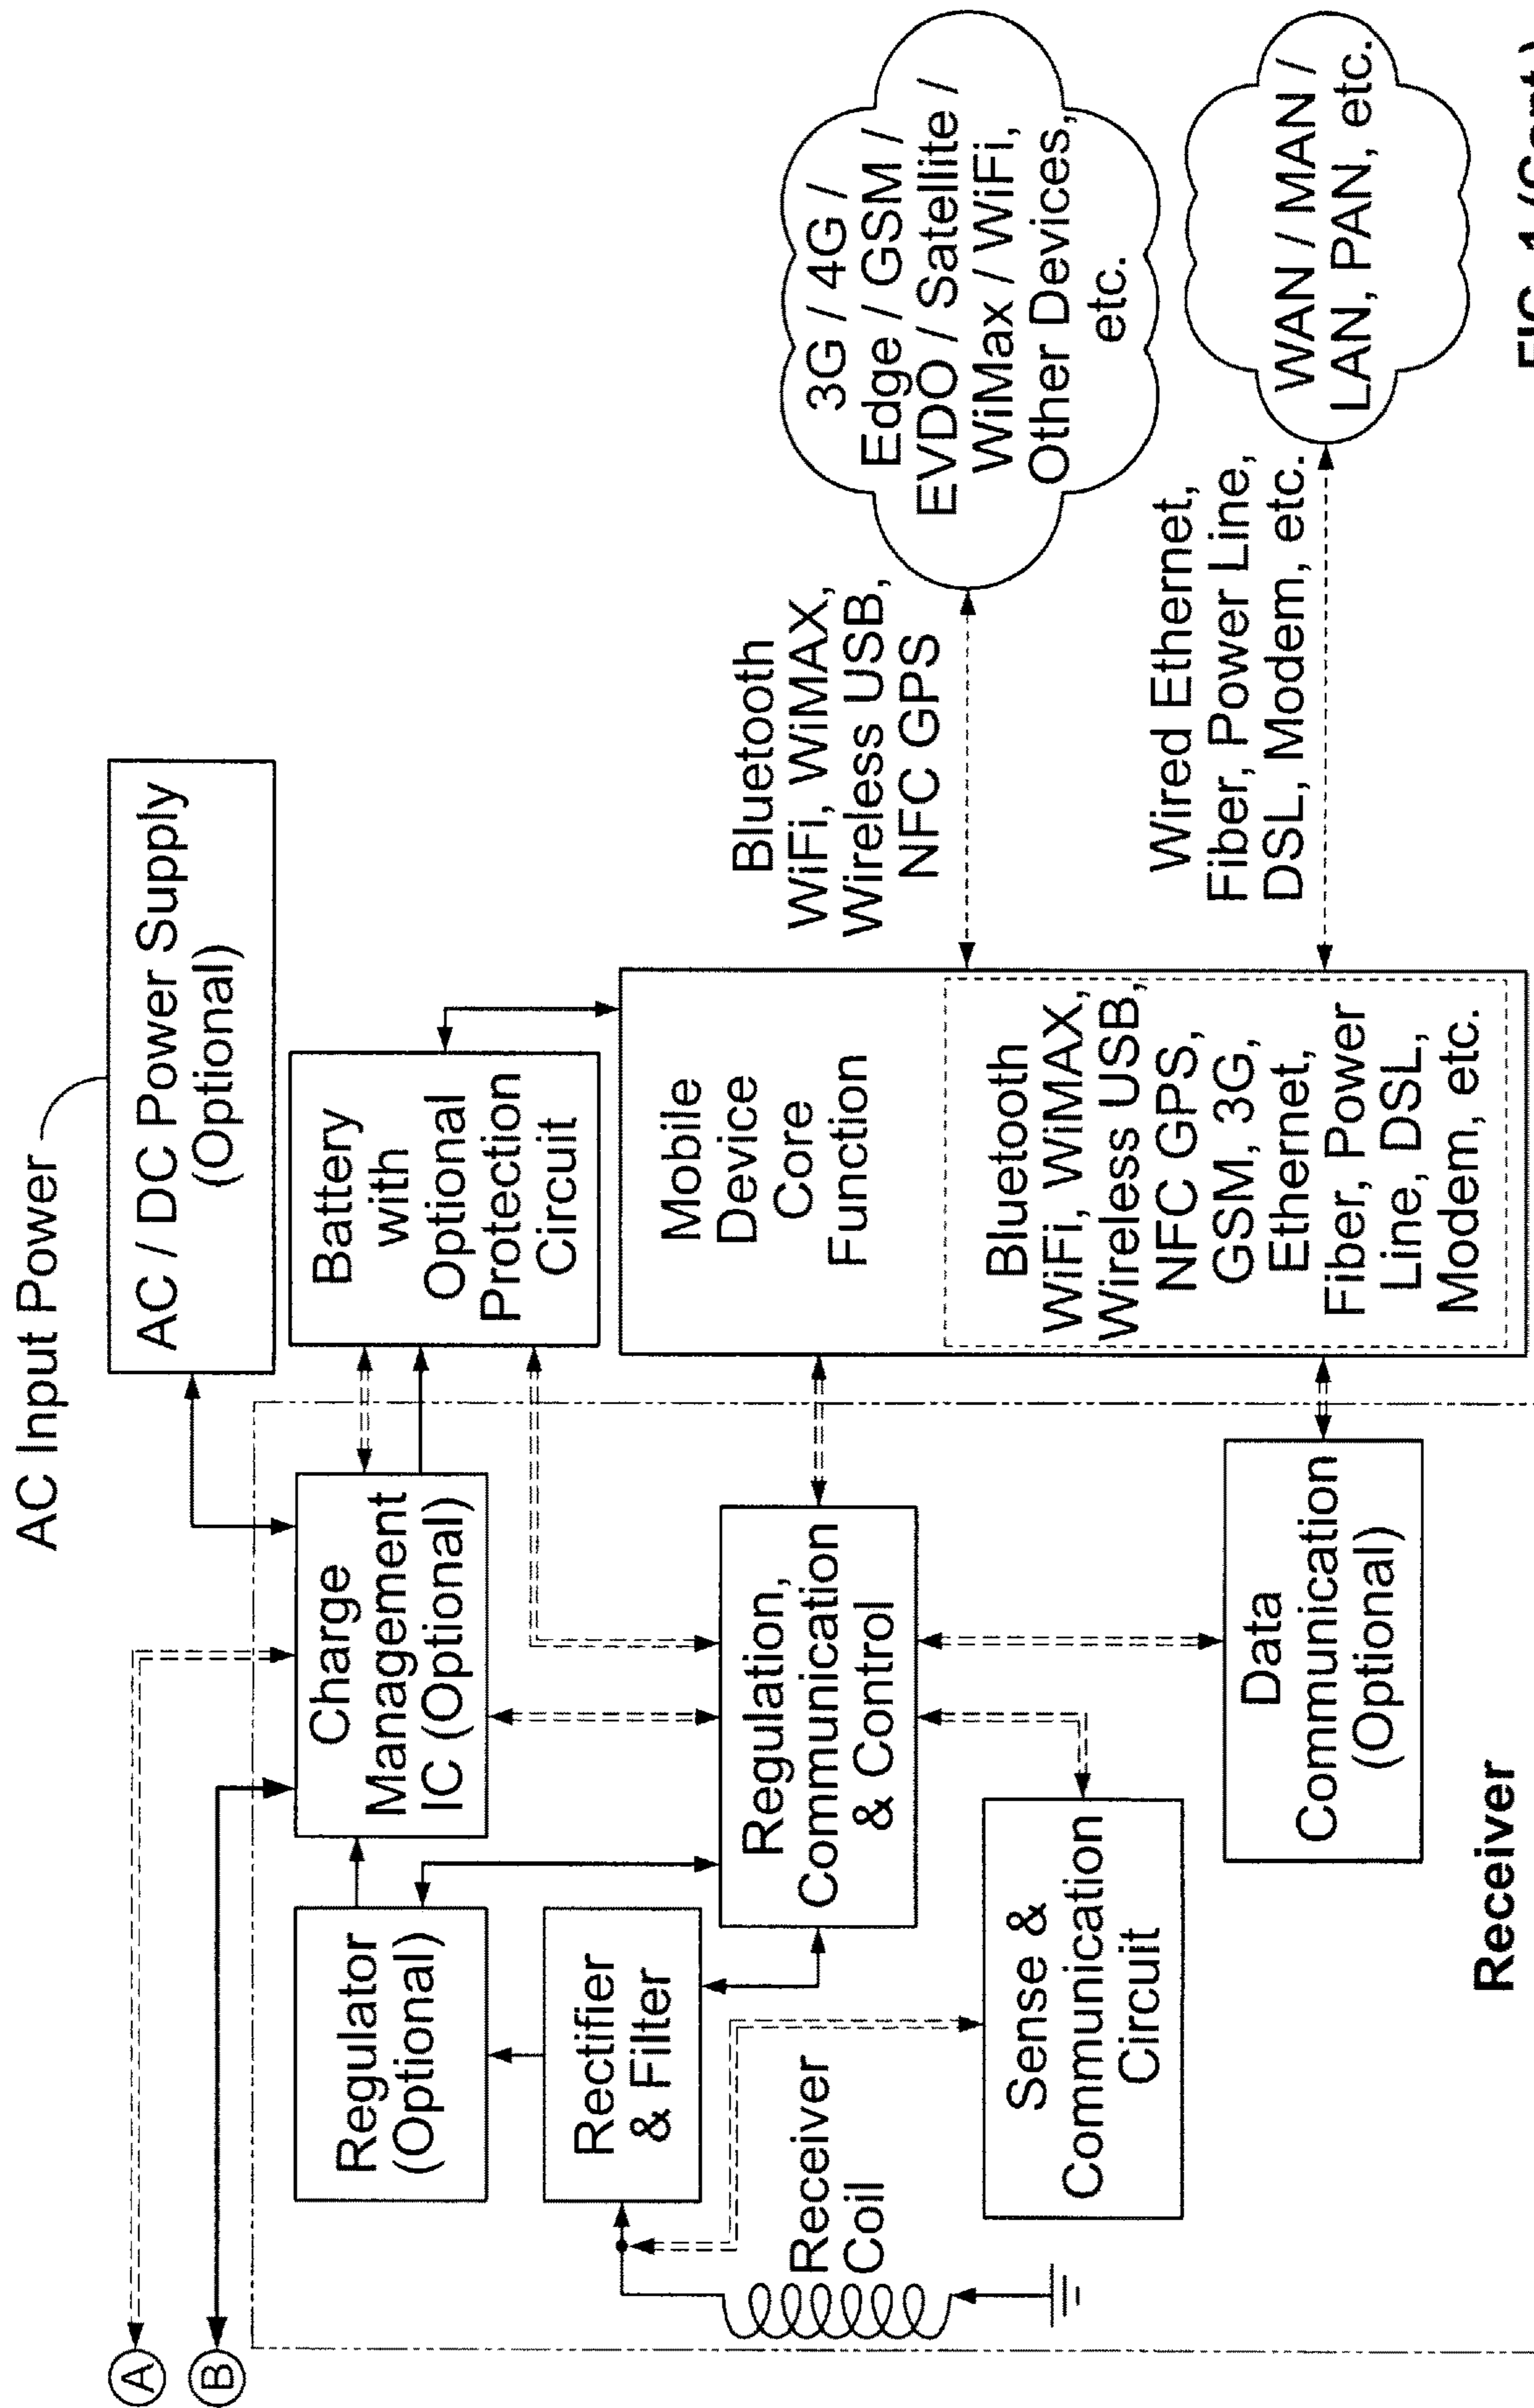 AC Input Power
AC / DC Power Supply
(Optional)
A
B
Regulator
(Optional)
Charge
Management
IC (Optional)
Battery
with
Optional
Protection
Circuit
Rectifier
& Filter
Receiver
Coil
Regulation,
Communication
& Control
Mobile
Device
Core
Function
Bluetooth
WiFi, WiMAX,
Wireless USB,
NFC GPS
3G / 4G /
Edge / GSM /
EVDO / Satellite /
WiMax / WiFi,
Other Devices,
etc.
Sense &
Communication
Circuit
Bluetooth
WiFi, WiMAX,
Wireless USB,
NFC GPS,
GSM, 3G,
Ethernet,
Fiber, Power
Line, DSL,
Modem, etc.
Wired Ethernet,
Fiber, Power Line,
DSL, Modem, etc.
WAN / MAN /
LAN, PAN, etc.
Data
Communication
(Optional)
Receiver
FIG. 1 (Cont.)